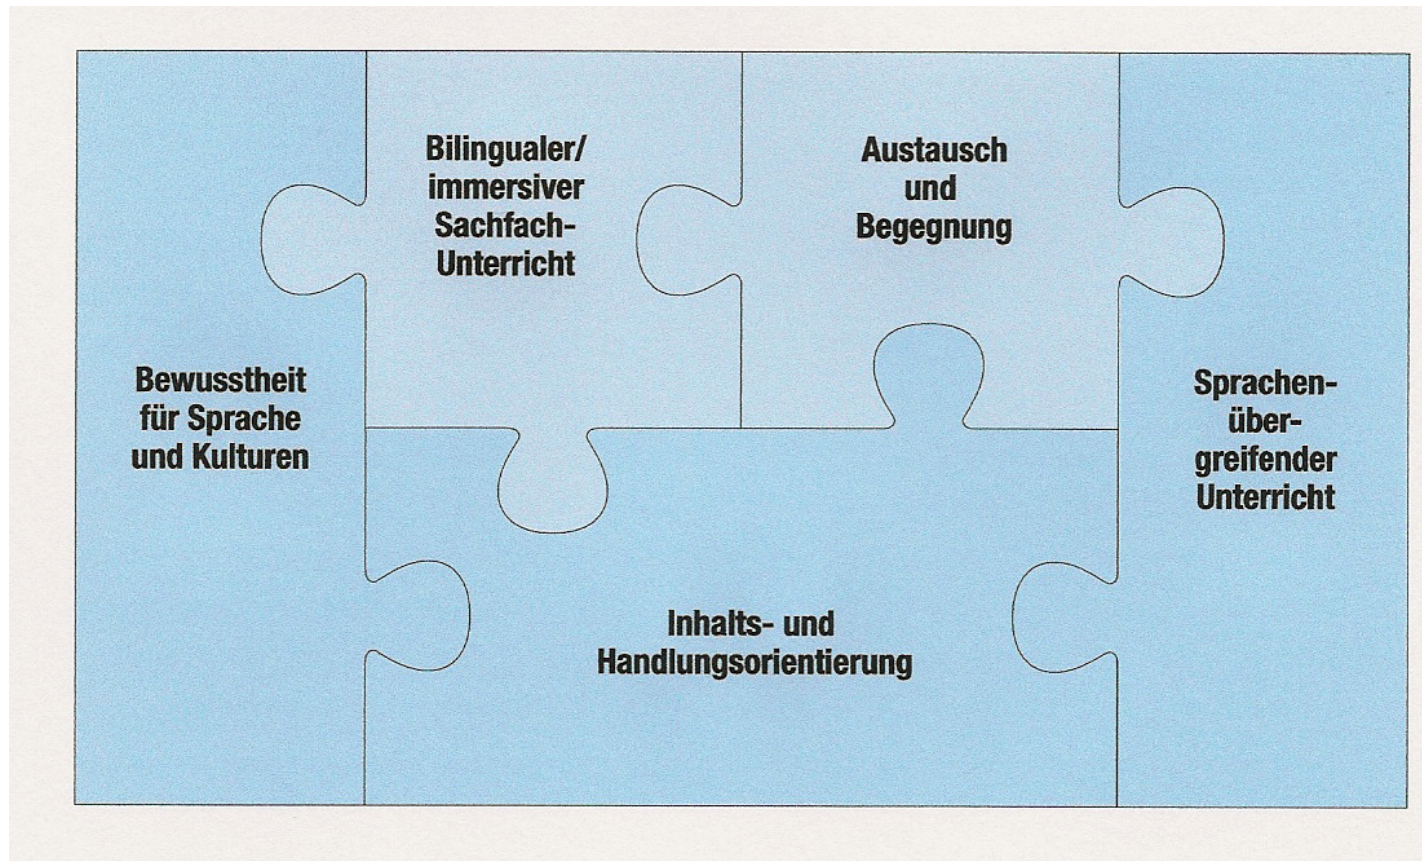 Bilingualer/
immersiver
Sachfach-
Unterricht
Austausch
und
Begegnung
Bewusstheit
für Sprache
und Kulturen
Sprachen-
über-
greifender
Unterricht
Inhalts- und
Handlungsorientierung